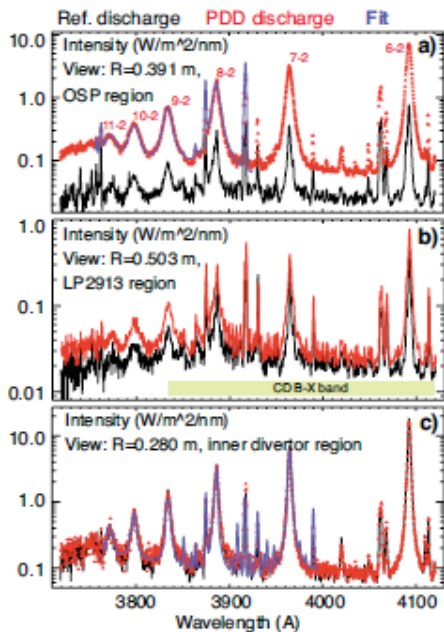 Ref. discharge PDD discharge Fit
10.0 Intensity (W/m^2/nm) 7-2 6-2 a)
View: R=0.391 m, 8-2
OSP region 9-2
1.0 11-2 10-2
0.1
1.0 Intensity (W/m^2/nm) b)
View: R=0.503 m,
LP2913 region
0.1
CDB-X band
0.01
Intensity (W/m^2/nm) c)
10.0 View: R=0.280 m, inner divertor region
1.0
0.1
3800 3900 4000 4100
Wavelength (A)